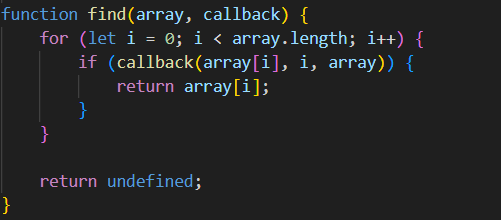 function find(array, callback) {
    for (let i = 0; i < array.length; i++) {
        if (callback(array[i], i, array)) {
            return array[i];
        }
    }

    return undefined;
}